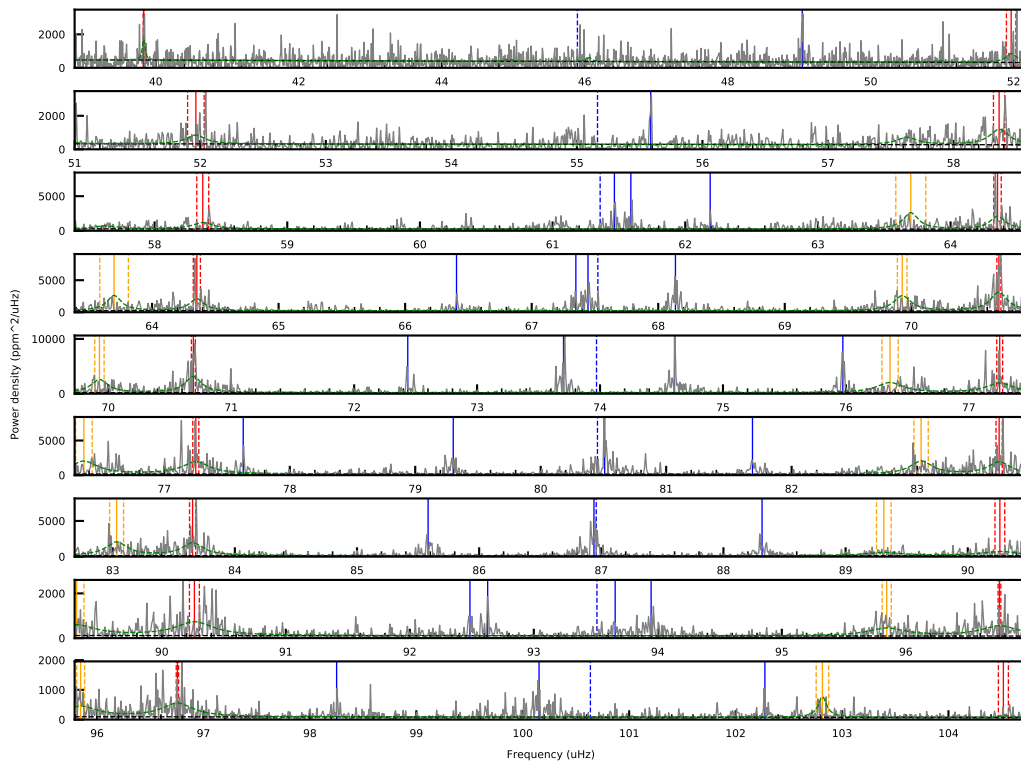 2000
0
40 42 44 46 48 50 52
2000
0
51 52 53 54 55 56 57 58
5000
0
58 59 60 61 62 63 64
5000
0
64 65 66 67 68 69 70
10000
0
70 71 72 73 74 75 76 77
5000
0
77 78 79 80 81 82 83
5000
0
83 84 85 86 87 88 89 90
2000
0
90 91 92 93 94 95 96
2000
1000
0
96 97 98 99 100 101 102 103 104
Power density (ppm^2/uHz)
Frequency (uHz)